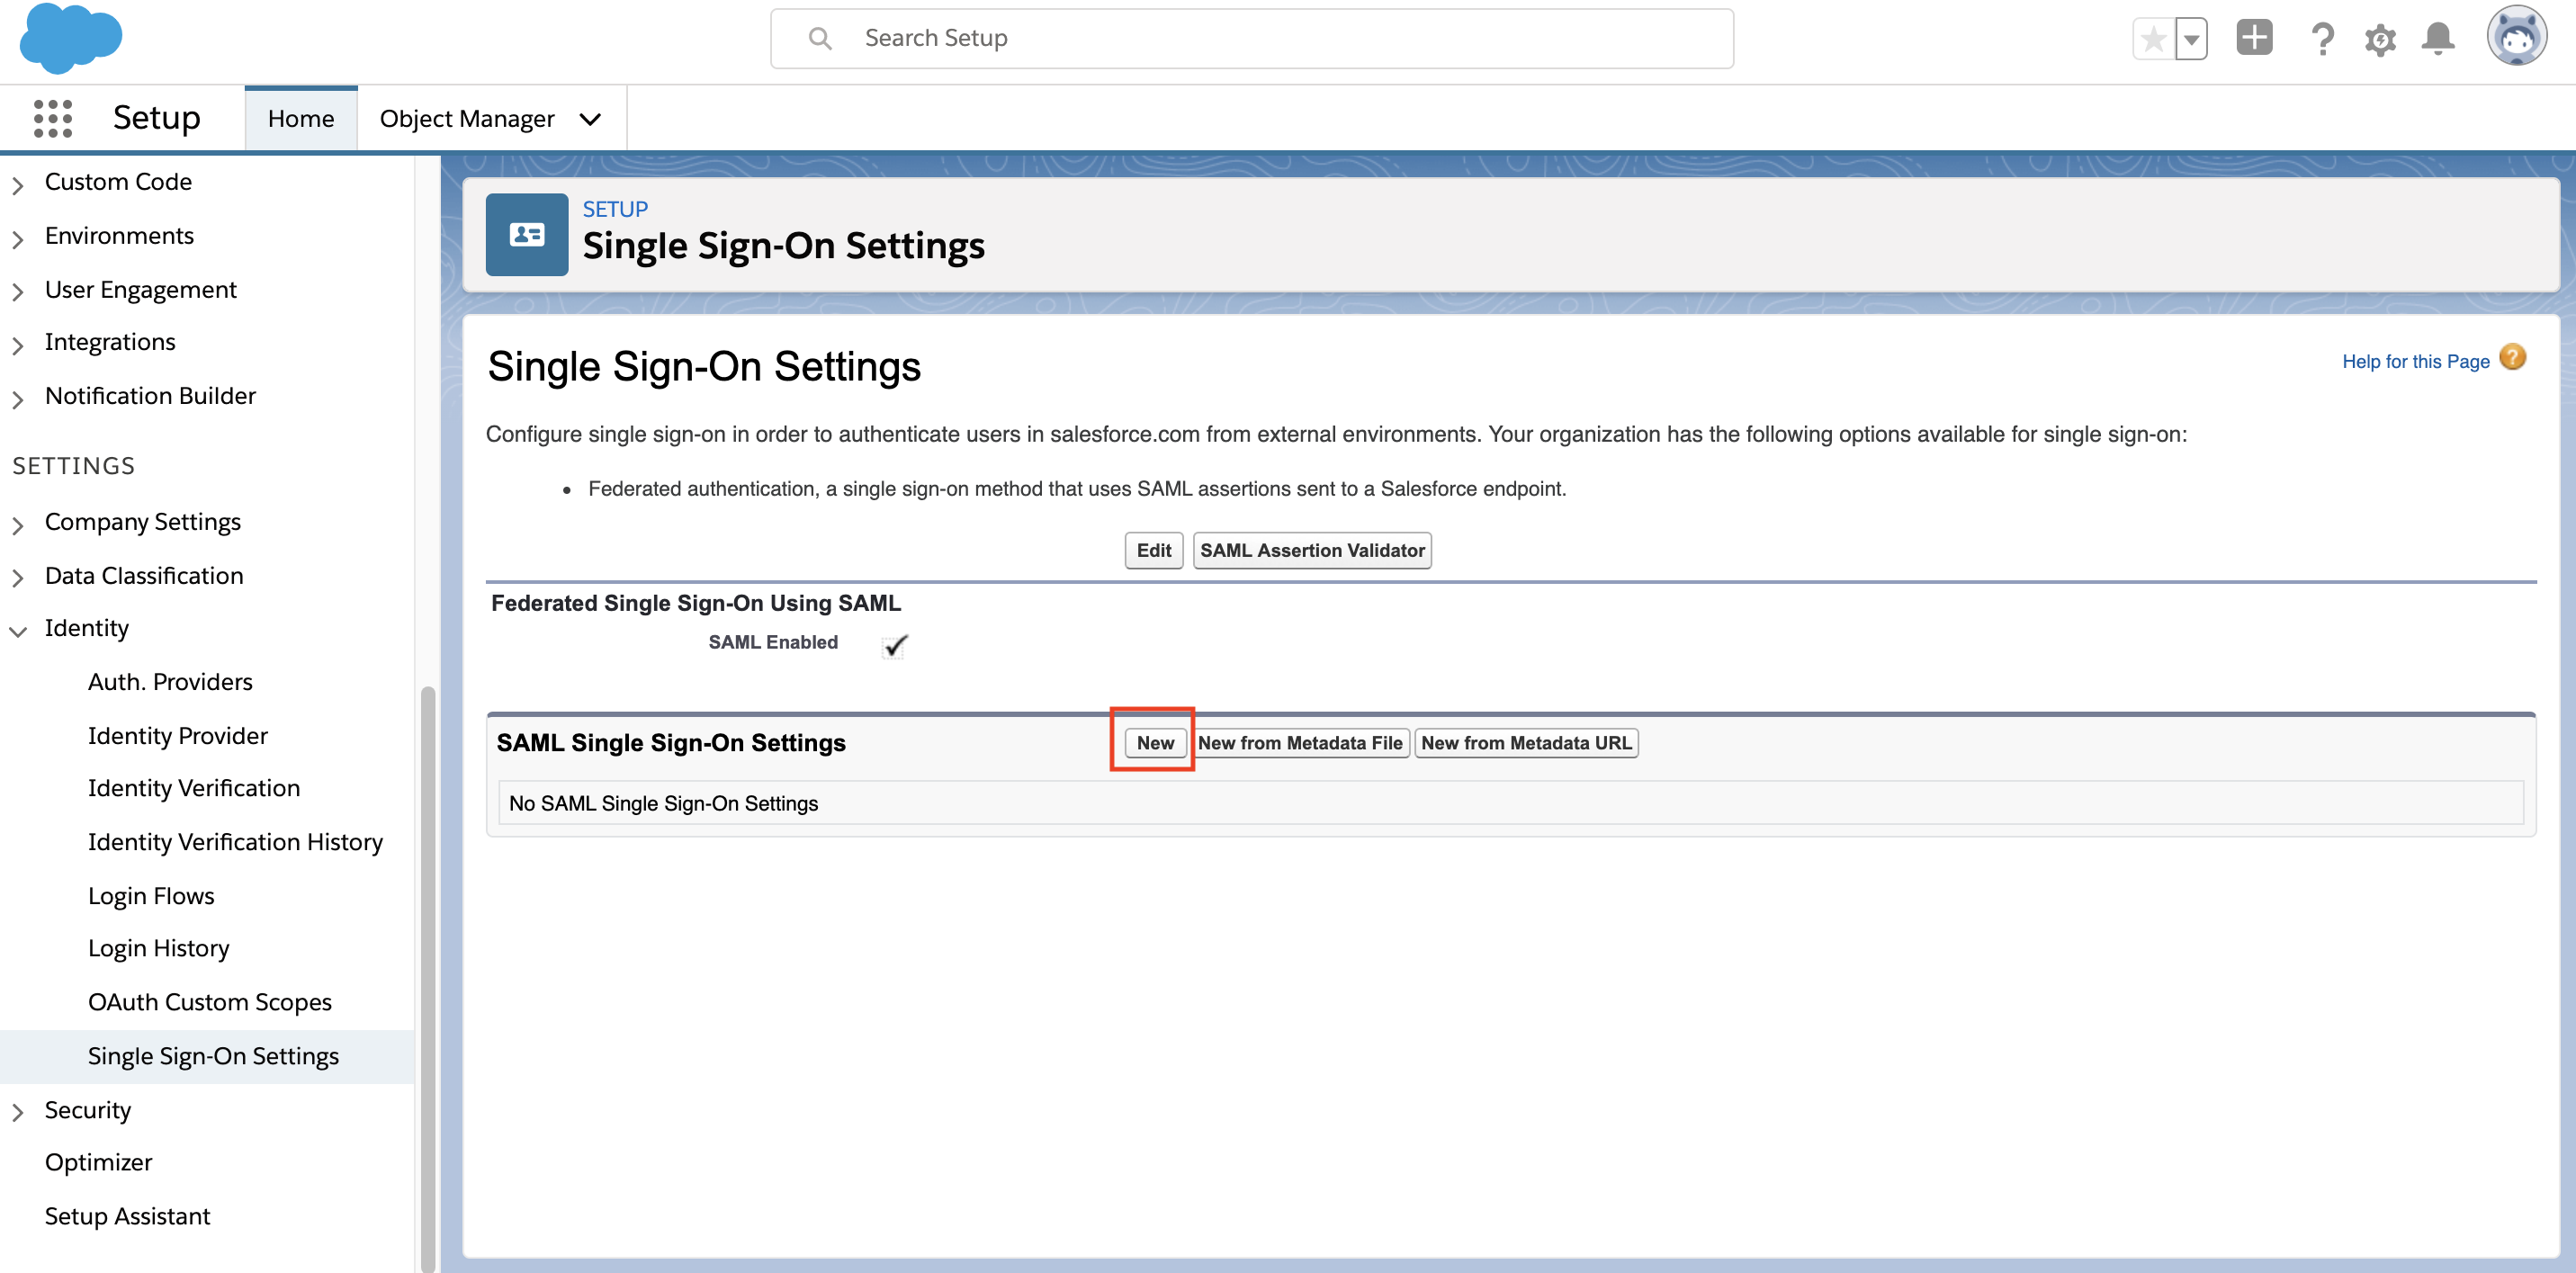 Search Setup
Setup
Home
Object Manager
Custom Code
Environments
User Engagement
Integrations
Notification Builder
SETTINGS
Company Settings
Data Classification
Identity
Auth. Providers
Identity Provider
Identity Verification
Identity Verification History
Login Flows
Login History
OAuth Custom Scopes
Single Sign-On Settings
Security
Optimizer
Setup Assistant
SETUP
Single Sign-On Settings
Single Sign-On Settings
Help for this Page
Configure single sign-on in order to authenticate users in salesforce.com from external environments. Your organization has the following options available for single sign-on:
• Federated authentication, a single sign-on method that uses SAML assertions sent to a Salesforce endpoint.
Edit SAML Assertion Validator
Federated Single Sign-On Using SAML
SAML Enabled
SAML Single Sign-On Settings New New from Metadata File New from Metadata URL
No SAML Single Sign-On Settings